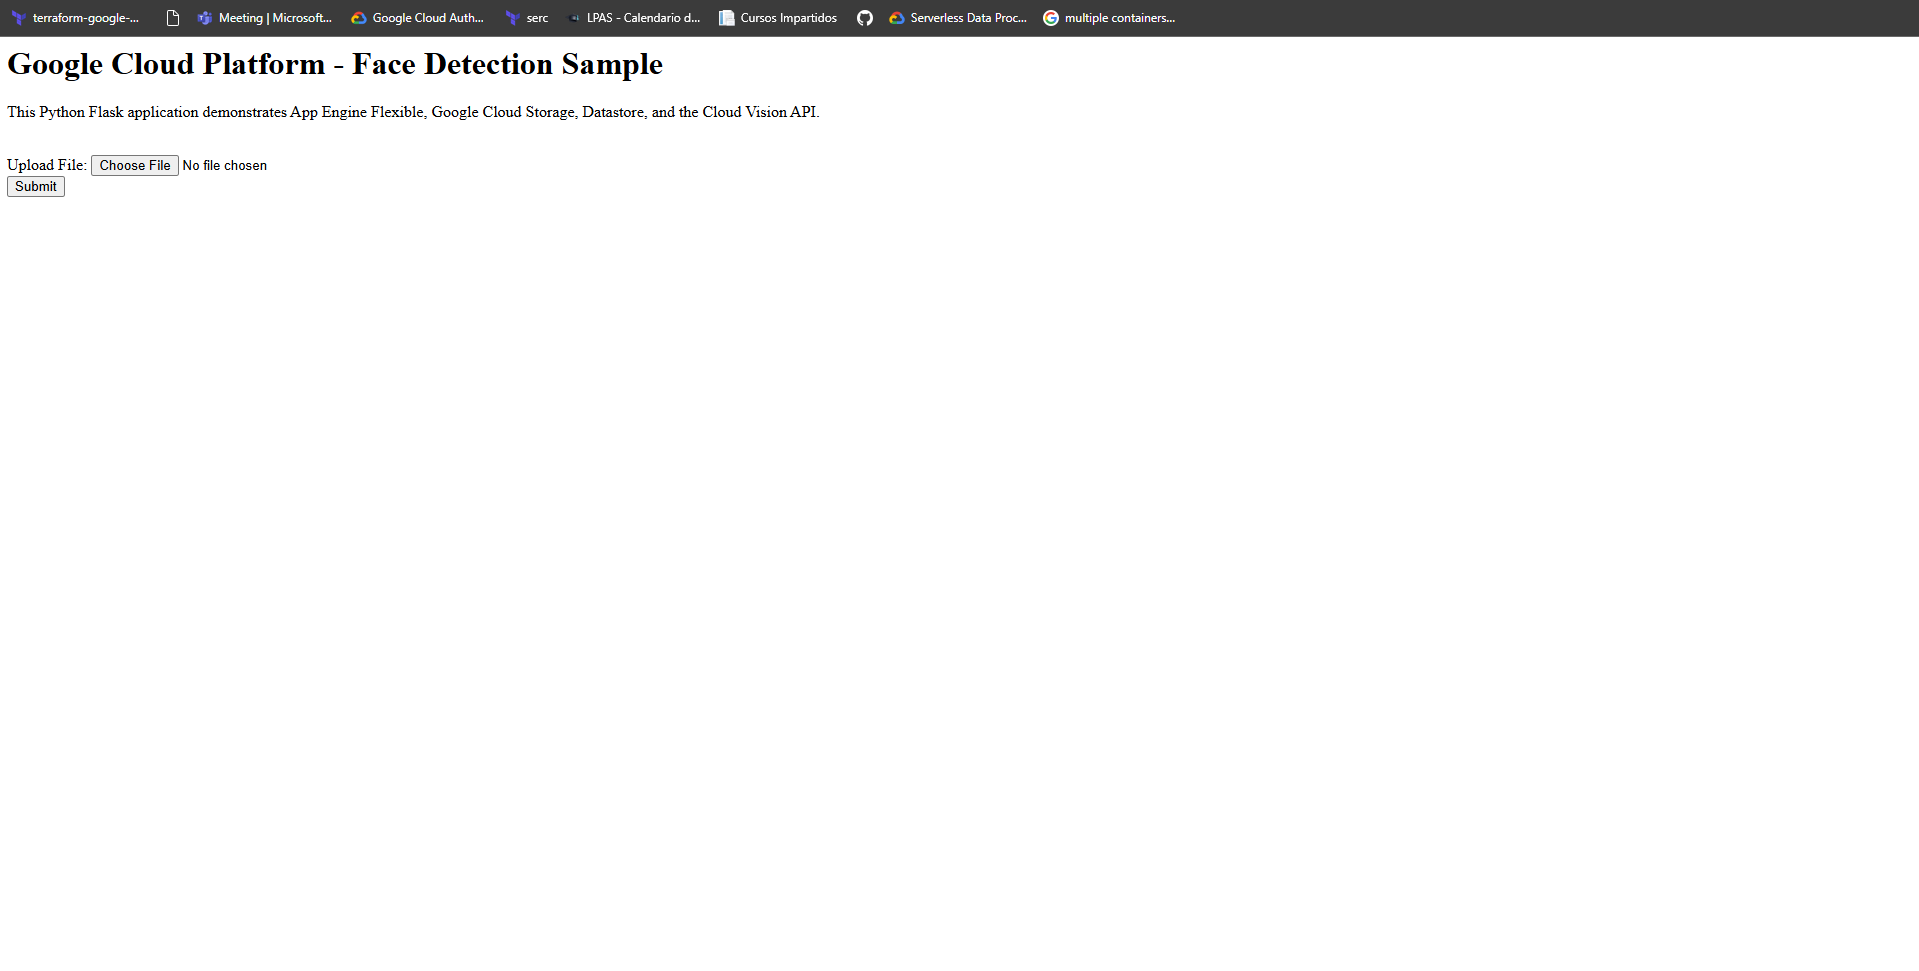 terraform-google-... Meeting | Microsoft... Google Cloud Auth... serc LPAS - Calendario d... Cursos Impartidos Serverless Data Proc... multiple containers...
Google Cloud Platform - Face Detection Sample
This Python Flask application demonstrates App Engine Flexible, Google Cloud Storage, Datastore, and the Cloud Vision API.
Upload File: Choose File No file chosen
Submit